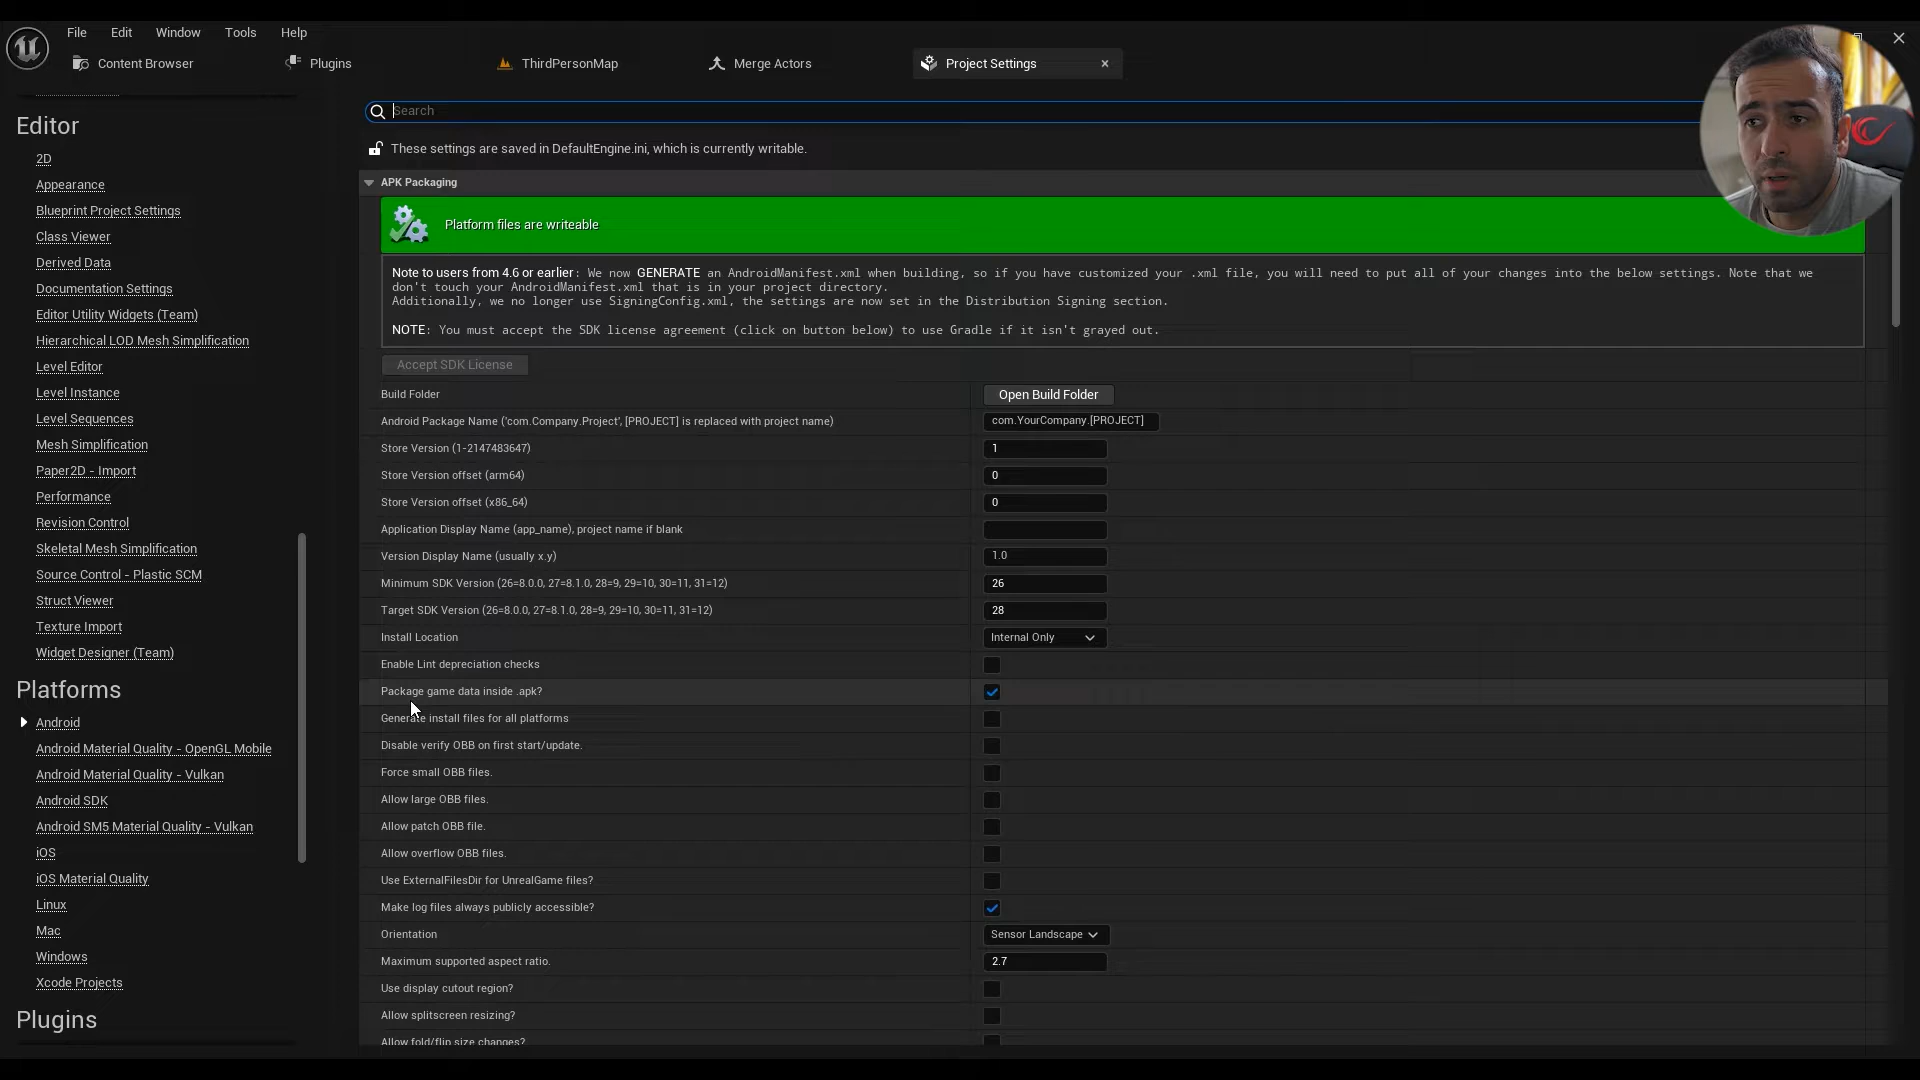 File Edit Window Tools Help
Content Browser Plugins ThirdPersonMap Merge Actors Project Settings
Editor
2D
Appearance
Blueprint Project Settings
Class Viewer
Derived Data
Documentation Settings
Editor Utility Widgets (Team)
Hierarchical LOD Mesh Simplification
Level Editor
Level Instance
Level Sequences
Mesh Simplification
Paper2D - Import
Performance
Revision Control
Skeletal Mesh Simplification
Source Control - Plastic SCM
Struct Viewer
Texture Import
Widget Designer (Team)
Platforms
Android
Android Material Quality - OpenGL Mobile
Android Material Quality - Vulkan
Android SDK
Android SM5 Material Quality - Vulkan
iOS
iOS Material Quality
Linux
Mac
Windows
Xcode Projects
Plugins
Search
These settings are saved in DefaultEngine.ini, which is currently writable.
APK Packaging
Platform files are writeable
Note to users from 4.6 or earlier: We now GENERATE an AndroidManifest.xml when building, so if you have customized your .xml file, you will need to put all of your changes into the below settings. Note that we
don't touch your AndroidManifest.xml that is in your project directory.
Additionally, we no longer use SigningConfig.xml, the settings are now set in the Distribution Signing section.
NOTE: You must accept the SDK license agreement (click on button below) to use Gradle if it isn't grayed out.
Accept SDK License
Build Folder Open Build Folder
Android Package Name ('com.Company.Project', [PROJECT] is replaced with project name) com.YourCompany.[PROJECT]
Store Version (1-2147483647) 1
Store Version offset (arm64) 0
Store Version offset (x86_64) 0
Application Display Name (app_name), project name if blank
Version Display Name (usually x.y) 1.0
Minimum SDK Version (26=8.0.0, 27=8.1.0, 28=9, 29=10, 30=11, 31=12) 26
Target SDK Version (26=8.0.0, 27=8.1.0, 28=9, 29=10, 30=11, 31=12) 28
Install Location Internal Only
Enable Lint depreciation checks
Package game data inside .apk?
Generate install files for all platforms
Disable verify OBB on first start/update.
Force small OBB files.
Allow large OBB files.
Allow patch OBB file.
Allow overflow OBB files.
Use ExternalFilesDir for UnrealGame files?
Make log files always publicly accessible?
Orientation Sensor Landscape
Maximum supported aspect ratio. 2.7
Use display cutout region?
Allow splitscreen resizing?
Allow fold/flip size changes?